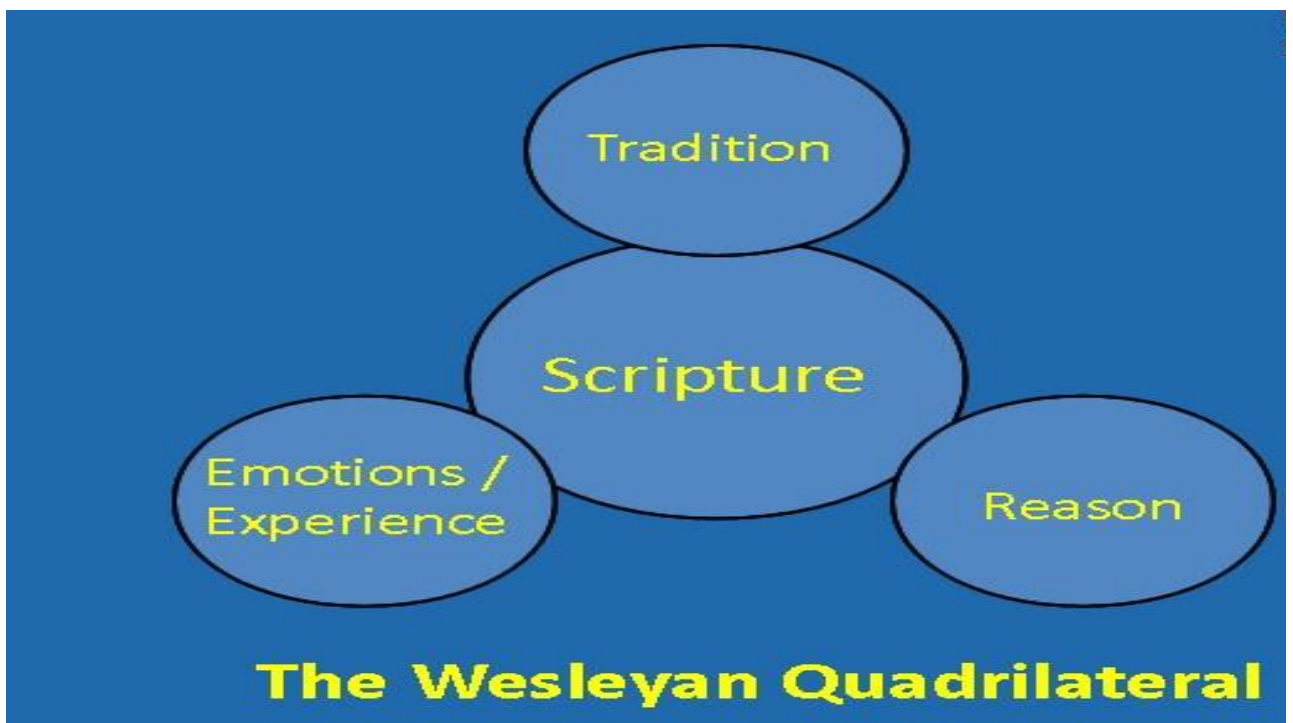 Tradition
Scripture
Emotions /
Experience
Reason
The Wesleyan Quadrilateral